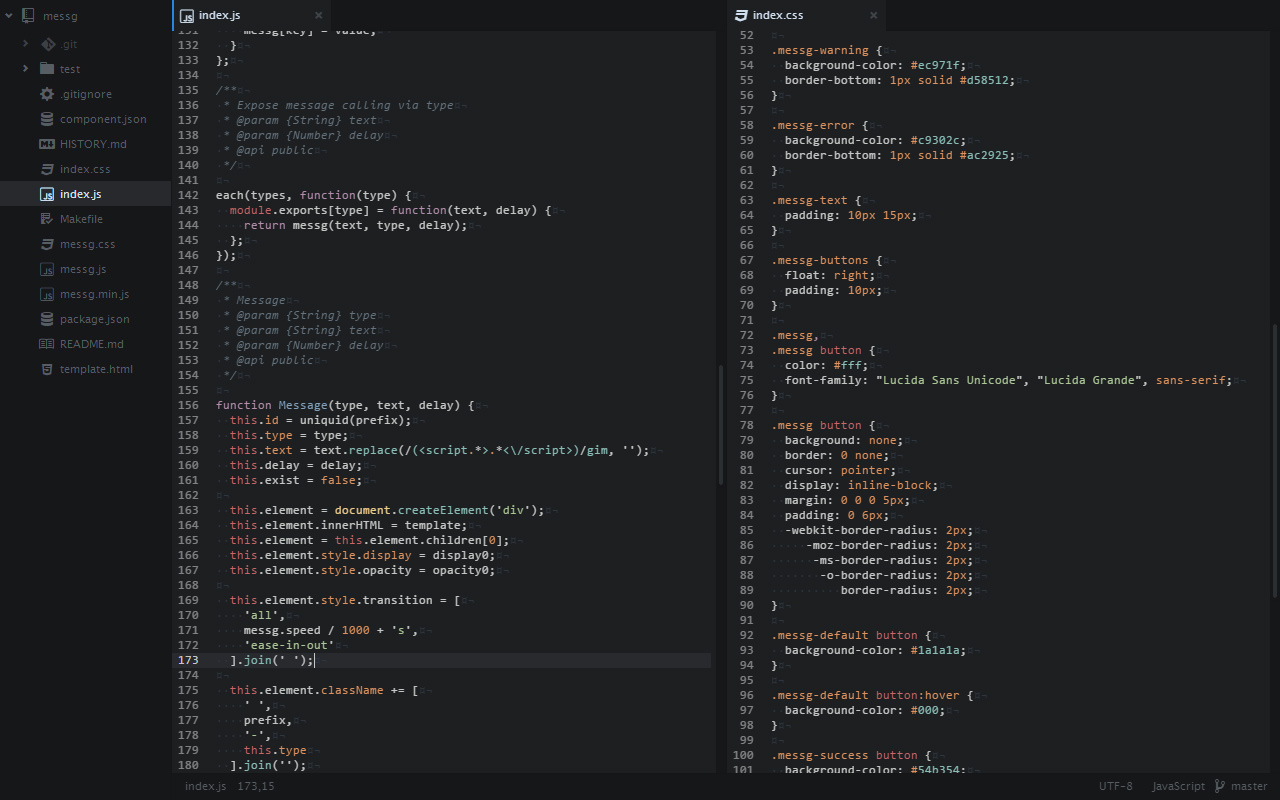 messg
.git
test
.gitignore
component.json
HISTORY.md
index.css
index.js
Makefile
messg.css
messg.js
messg.min.js
package.json
README.md
template.html
index.js ×
131 messg[key] = value;
132 }
133 };
134
135 /**
136 * Expose message calling via type
137 * @param {String} text
138 * @param {Number} delay
139 * @api public
140 */
141
142 each(types, function(type) {
143 module.exports[type] = function(text, delay) {
144 return messg(text, type, delay);
145 };
146 });
147
148 /**
149 * Message
150 * @param {String} type
151 * @param {String} text
152 * @param {Number} delay
153 * @api public
154 */
155
156 function Message(type, text, delay) {
157 this.id = uniquid(prefix);
158 this.type = type;
159 this.text = text.replace(/(<script.*>.*<\/script>)/gim, '');
160 this.delay = delay;
161 this.exist = false;
162
163 this.element = document.createElement('div');
164 this.element.innerHTML = template;
165 this.element = this.element.children[0];
166 this.element.style.display = display0;
167 this.element.style.opacity = opacity0;
168
169 this.element.style.transition = [
170 'all',
171 messg.speed / 1000 + 's',
172 'ease-in-out'
173 ].join(' ');
174
175 this.element.className += [
176 ' ',
177 prefix,
178 '-',
179 this.type
180 ].join('');
index.css ×
52
53 .messg-warning {
54 background-color: #ec971f;
55 border-bottom: 1px solid #d58512;
56 }
57
58 .messg-error {
59 background-color: #c9302c;
60 border-bottom: 1px solid #ac2925;
61 }
62
63 .messg-text {
64 padding: 10px 15px;
65 }
66
67 .messg-buttons {
68 float: right;
69 padding: 10px;
70 }
71
72 .messg,
73 .messg button {
74 color: #fff;
75 font-family: "Lucida Sans Unicode", "Lucida Grande", sans-serif;
76 }
77
78 .messg button {
79 background: none;
80 border: 0 none;
81 cursor: pointer;
82 display: inline-block;
83 margin: 0 0 0 5px;
84 padding: 0 6px;
85 -webkit-border-radius: 2px;
86 -moz-border-radius: 2px;
87 -ms-border-radius: 2px;
88 -o-border-radius: 2px;
89 border-radius: 2px;
90 }
91
92 .messg-default button {
93 background-color: #1a1a1a;
94 }
95
96 .messg-default button:hover {
97 background-color: #000;
98 }
99
100 .messg-success button {
101 background-color: #54b354;
index.js 173,15
UTF-8 JavaScript master